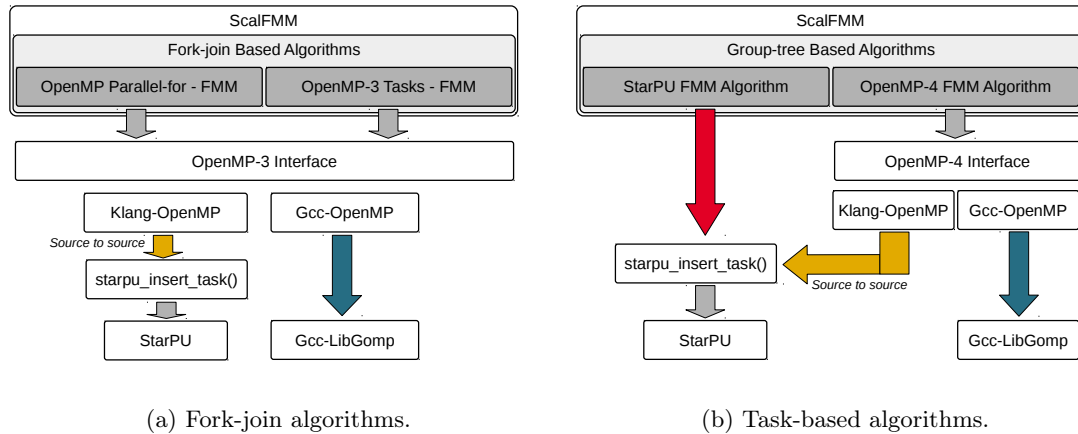 ScalFMM
Fork-join Based Algorithms
OpenMP Parallel-for - FMM
OpenMP-3 Tasks - FMM
OpenMP-3 Interface
Klang-OpenMP
Gcc-OpenMP
Source to source
starpu_insert_task()
StarPU
Gcc-LibGomp
(a) Fork-join algorithms.
ScalFMM
Group-tree Based Algorithms
StarPU FMM Algorithm
OpenMP-4 FMM Algorithm
OpenMP-4 Interface
Klang-OpenMP
Gcc-OpenMP
starpu_insert_task()
Source to source
StarPU
Gcc-LibGomp
(b) Task-based algorithms.